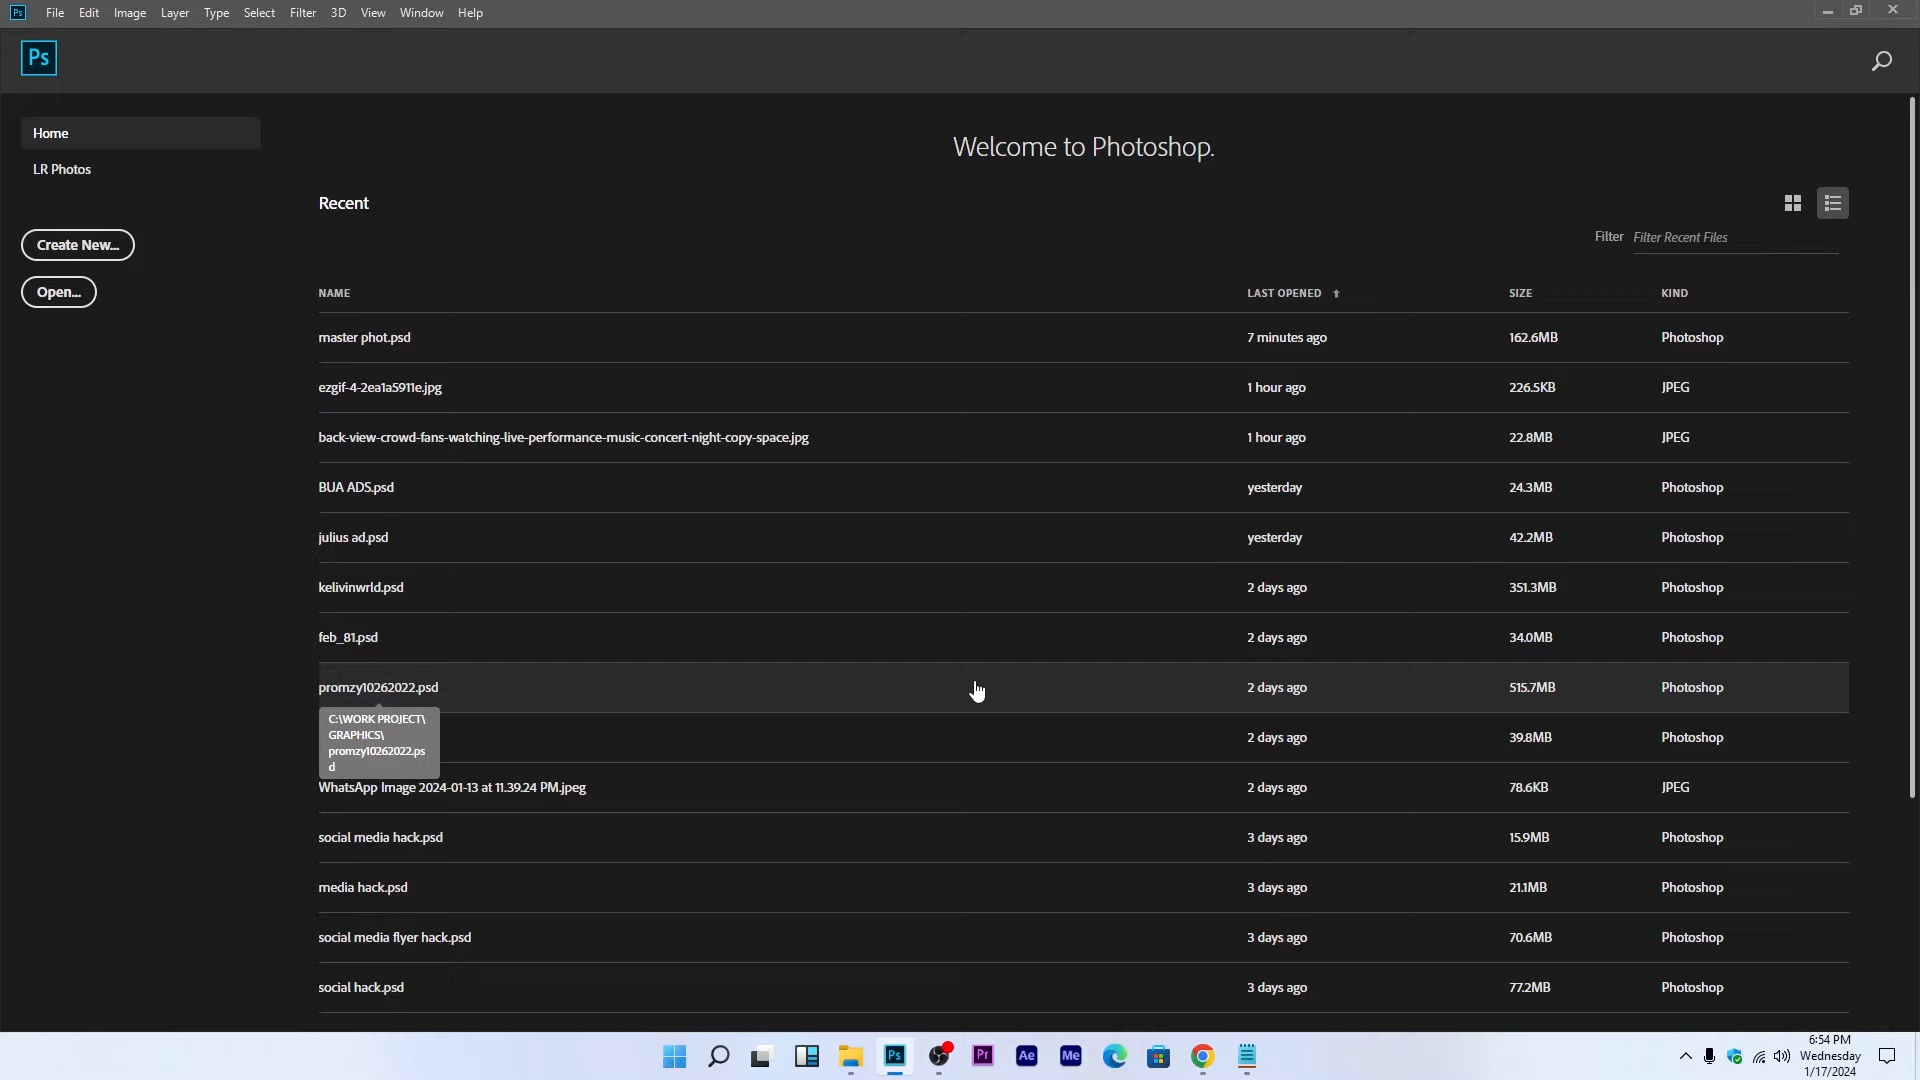 Ps File Edit Image Layer Type Select Filter 3D View Window Help
Ps
Home
LR Photos
Create New...
Open...
Welcome to Photoshop.
Recent
Filter Filter Recent Files
NAME LAST OPENED SIZE KIND
master phot.psd 7 minutes ago 162.6MB Photoshop
ezgif-4-2ea1a5911e.jpg 1 hour ago 226.5KB JPEG
back-view-crowd-fans-watching-live-performance-music-concert-night-copy-space.jpg 1 hour ago 22.8MB JPEG
BUA ADS.psd yesterday 24.3MB Photoshop
julius ad.psd yesterday 42.2MB Photoshop
kelivinwrld.psd 2 days ago 351.3MB Photoshop
feb_81.psd 2 days ago 34.0MB Photoshop
promzy10262022.psd 2 days ago 515.7MB Photoshop
C:\WORK PROJECT\
GRAPHICS\
promzy10262022.ps
d
2 days ago 39.8MB Photoshop
WhatsApp Image 2024-01-13 at 11.39.24 PM.jpeg 2 days ago 78.6KB JPEG
social media hack.psd 3 days ago 15.9MB Photoshop
media hack.psd 3 days ago 21.1MB Photoshop
social media flyer hack.psd 3 days ago 70.6MB Photoshop
social hack.psd 3 days ago 77.2MB Photoshop
Ps Pr Ae Me
6:54 PM
Wednesday
1/17/2024